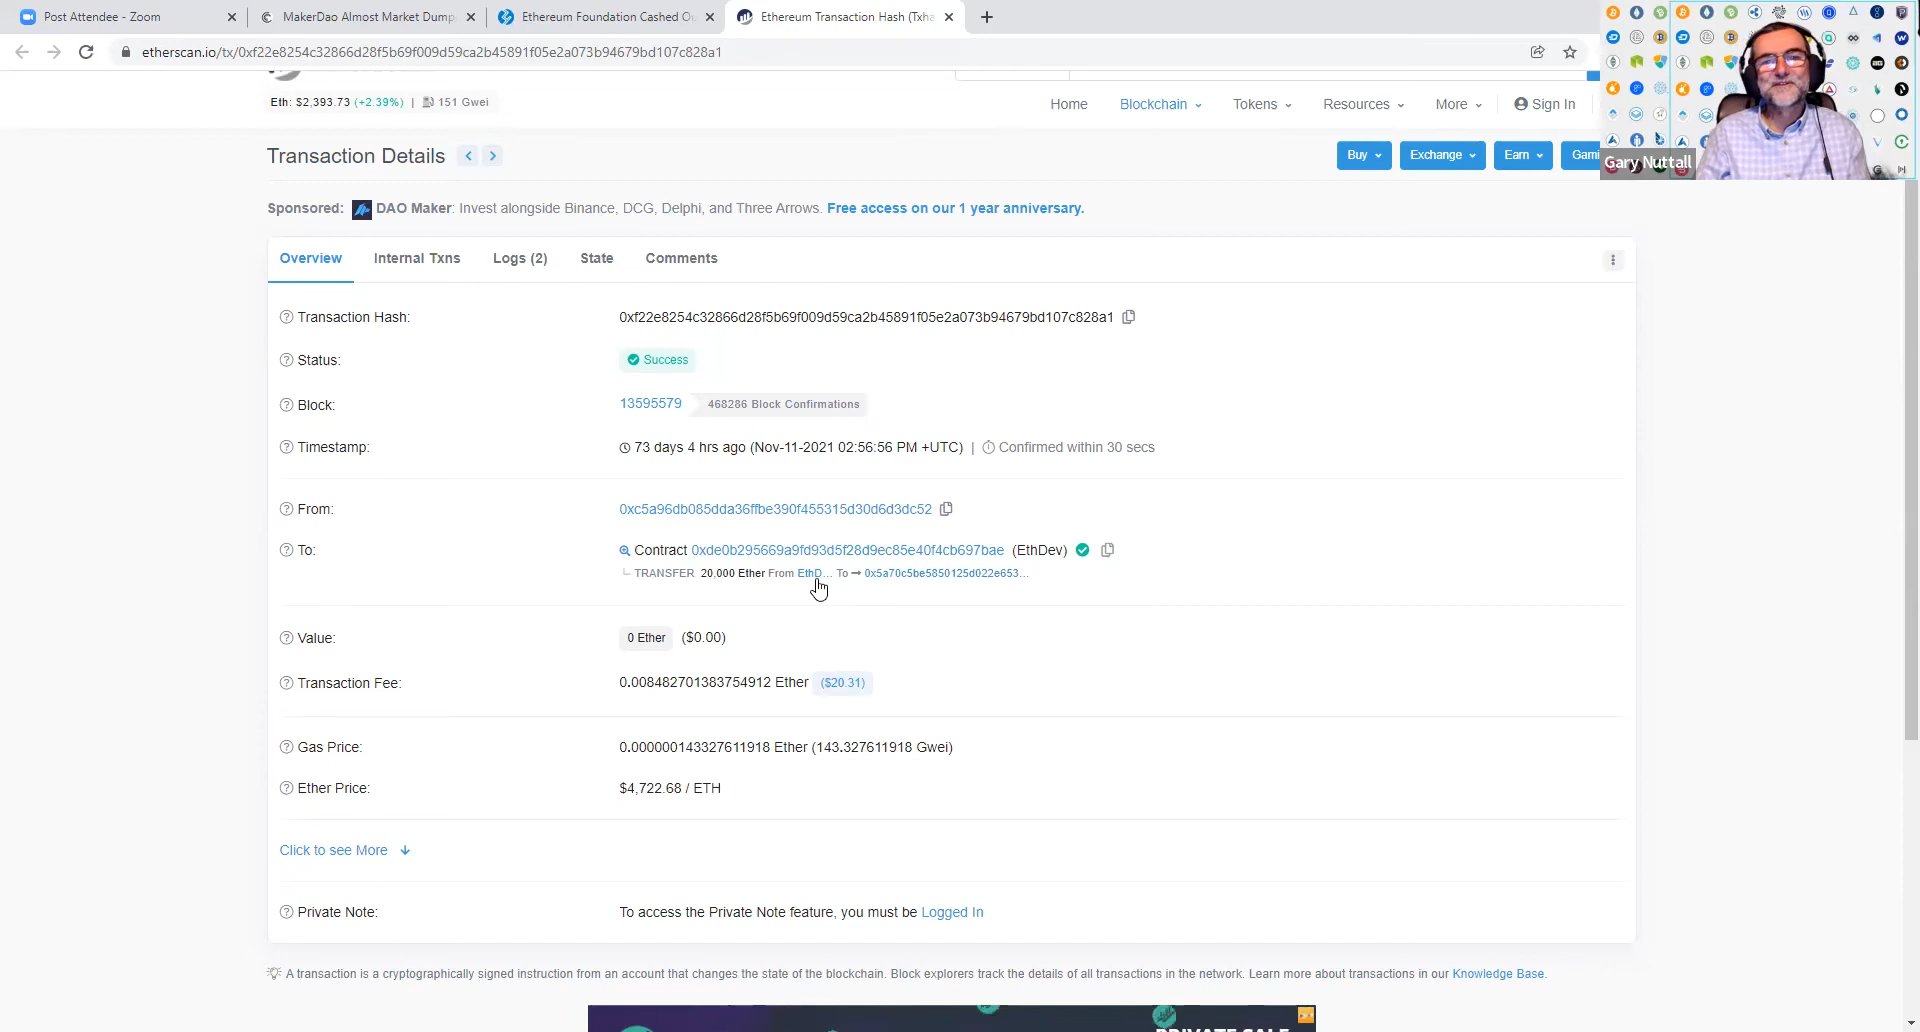 Post Attendee - Zoom
MakerDao Almost Market Dump
Ethereum Foundation Cashed Ou
Ethereum Transaction Hash (Txha
etherscan.io/tx/0xf22e8254c32866d28f5b69f009d59ca2b45891f05e2a073b94679bd107c828a1
Eth: $2,393.73 (+2.39%) | 151 Gwei
Home Blockchain Tokens Resources More Sign In
Transaction Details
Buy Exchange Earn Gami
Gary Nuttall
Sponsored: DAO Maker: Invest alongside Binance, DCG, Delphi, and Three Arrows. Free access on our 1 year anniversary.
Overview Internal Txns Logs (2) State Comments
Transaction Hash: 0xf22e8254c32866d28f5b69f009d59ca2b45891f05e2a073b94679bd107c828a1
Status: Success
Block: 13595579 468286 Block Confirmations
Timestamp: 73 days 4 hrs ago (Nov-11-2021 02:56:56 PM +UTC) | Confirmed within 30 secs
From: 0xc5a96db085dda36ffbe390f455315d30d6d3dc52
To: Contract 0xde0b295669a9fd93d5f28d9ec85e40f4cb697bae (EthDev)
TRANSFER 20,000 Ether From EthD... To → 0x5a70c5be5850125d022e653...
Value: 0 Ether ($0.00)
Transaction Fee: 0.008482701383754912 Ether ($20.31)
Gas Price: 0.000000143327611918 Ether (143.327611918 Gwei)
Ether Price: $4,722.68 / ETH
Click to see More
Private Note: To access the Private Note feature, you must be Logged In
A transaction is a cryptographically signed instruction from an account that changes the state of the blockchain. Block explorers track the details of all transactions in the network. Learn more about transactions in our Knowledge Base.
PRIVATE SALE